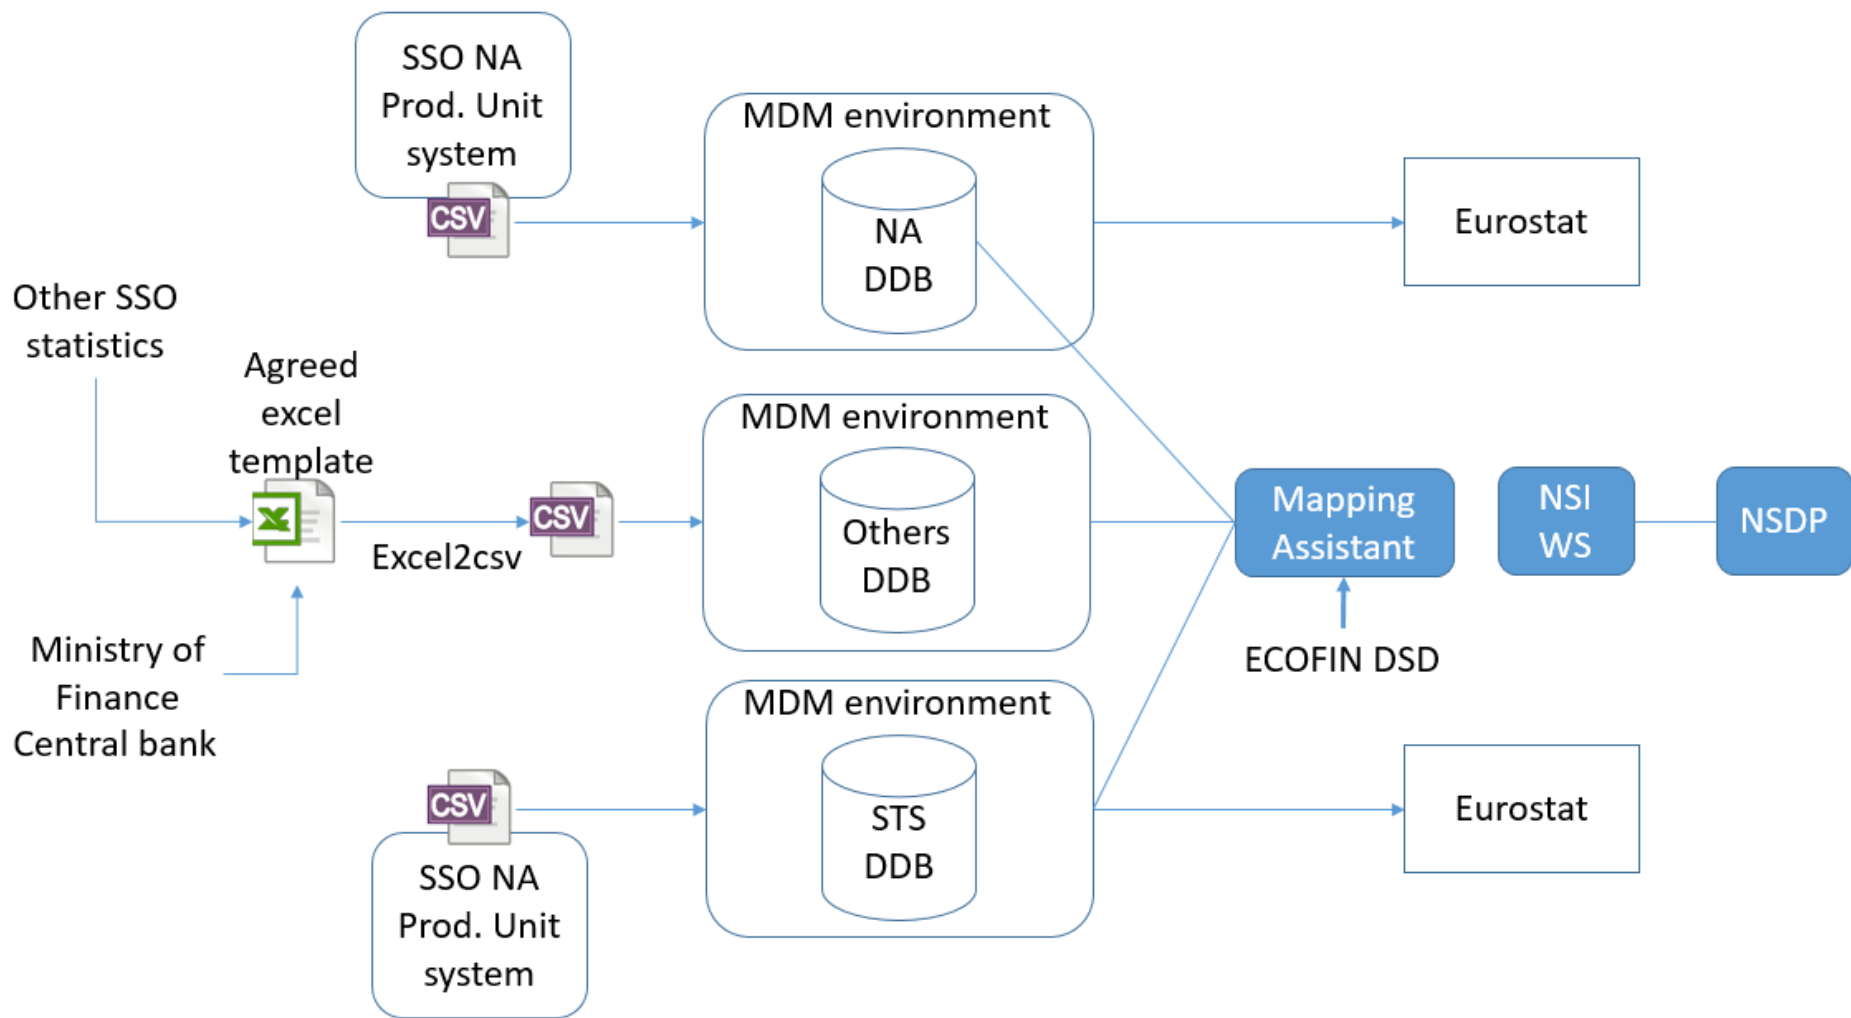 SSO NA
Prod. Unit
system
CSV
MDM environment
NA
DDB
Eurostat
Other SSO
statistics
Agreed
excel
template
Excel2csv
CSV
MDM environment
Others
DDB
Mapping
Assistant
NSI
WS
NSDP
ECOFIN DSD
Ministry of
Finance
Central bank
CSV
SSO NA
Prod. Unit
system
MDM environment
STS
DDB
Eurostat